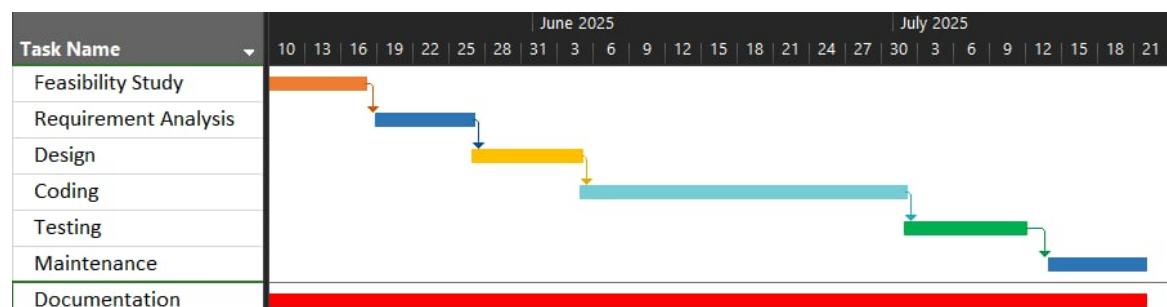 June 2025 July 2025
Task Name 10 13 16 19 22 25 28 31 3 6 9 12 15 18 21 24 27 30 3 6 9 12 15 18 21
Feasibility Study
Requirement Analysis
Design
Coding
Testing
Maintenance
Documentation